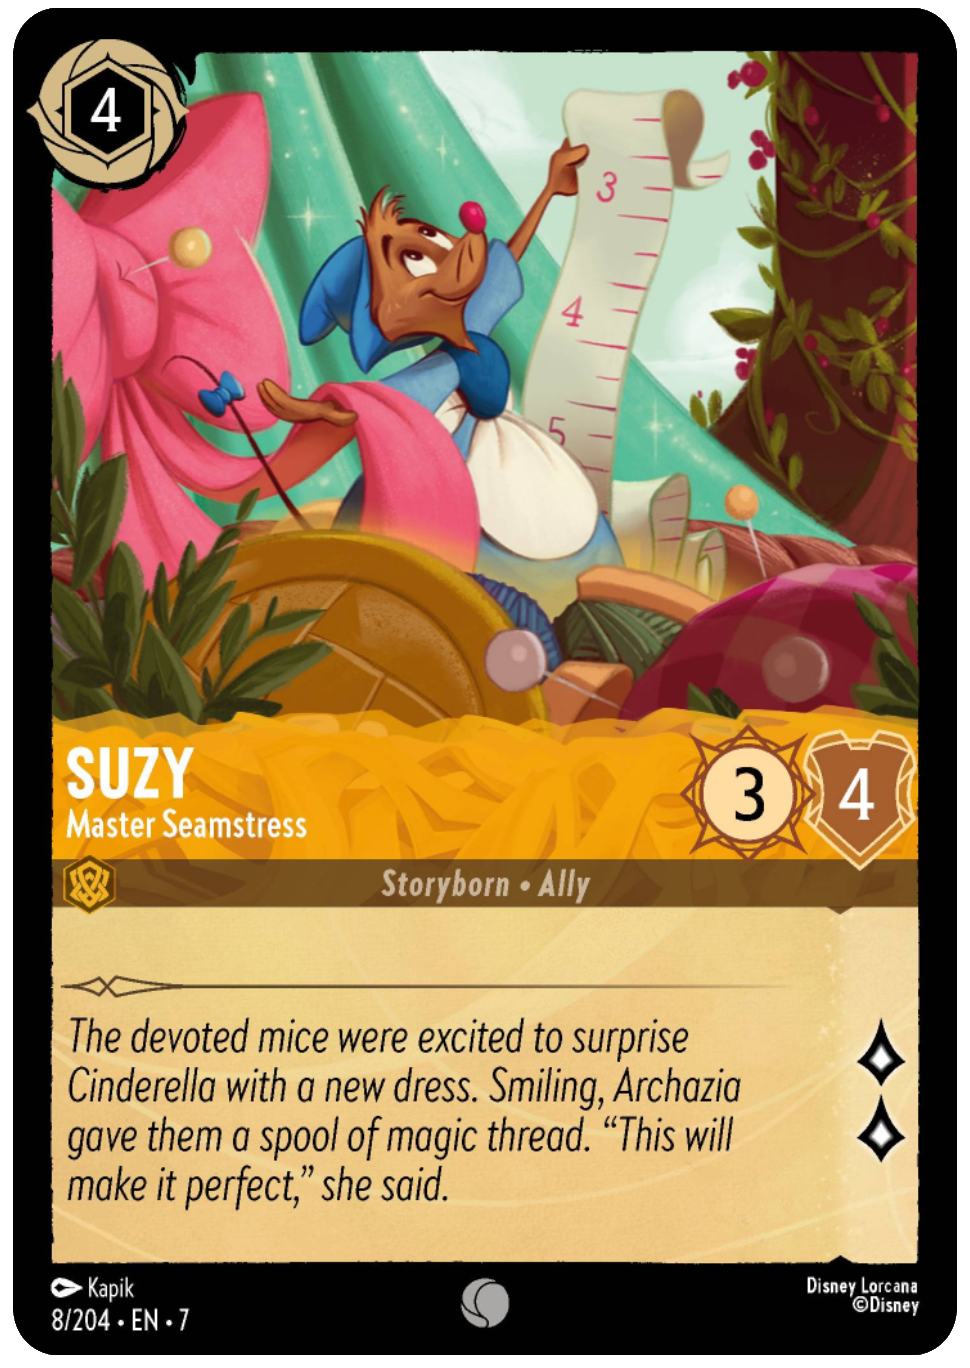 4
3
4
5
SUZY
Master Seamstress
3
4
Storyborn • Ally
The devoted mice were excited to surprise
Cinderella with a new dress. Smiling, Archazia
gave them a spool of magic thread. “This will
make it perfect,” she said.
Kapik
8/204 • EN • 7
Disney Lorcana
©Disney